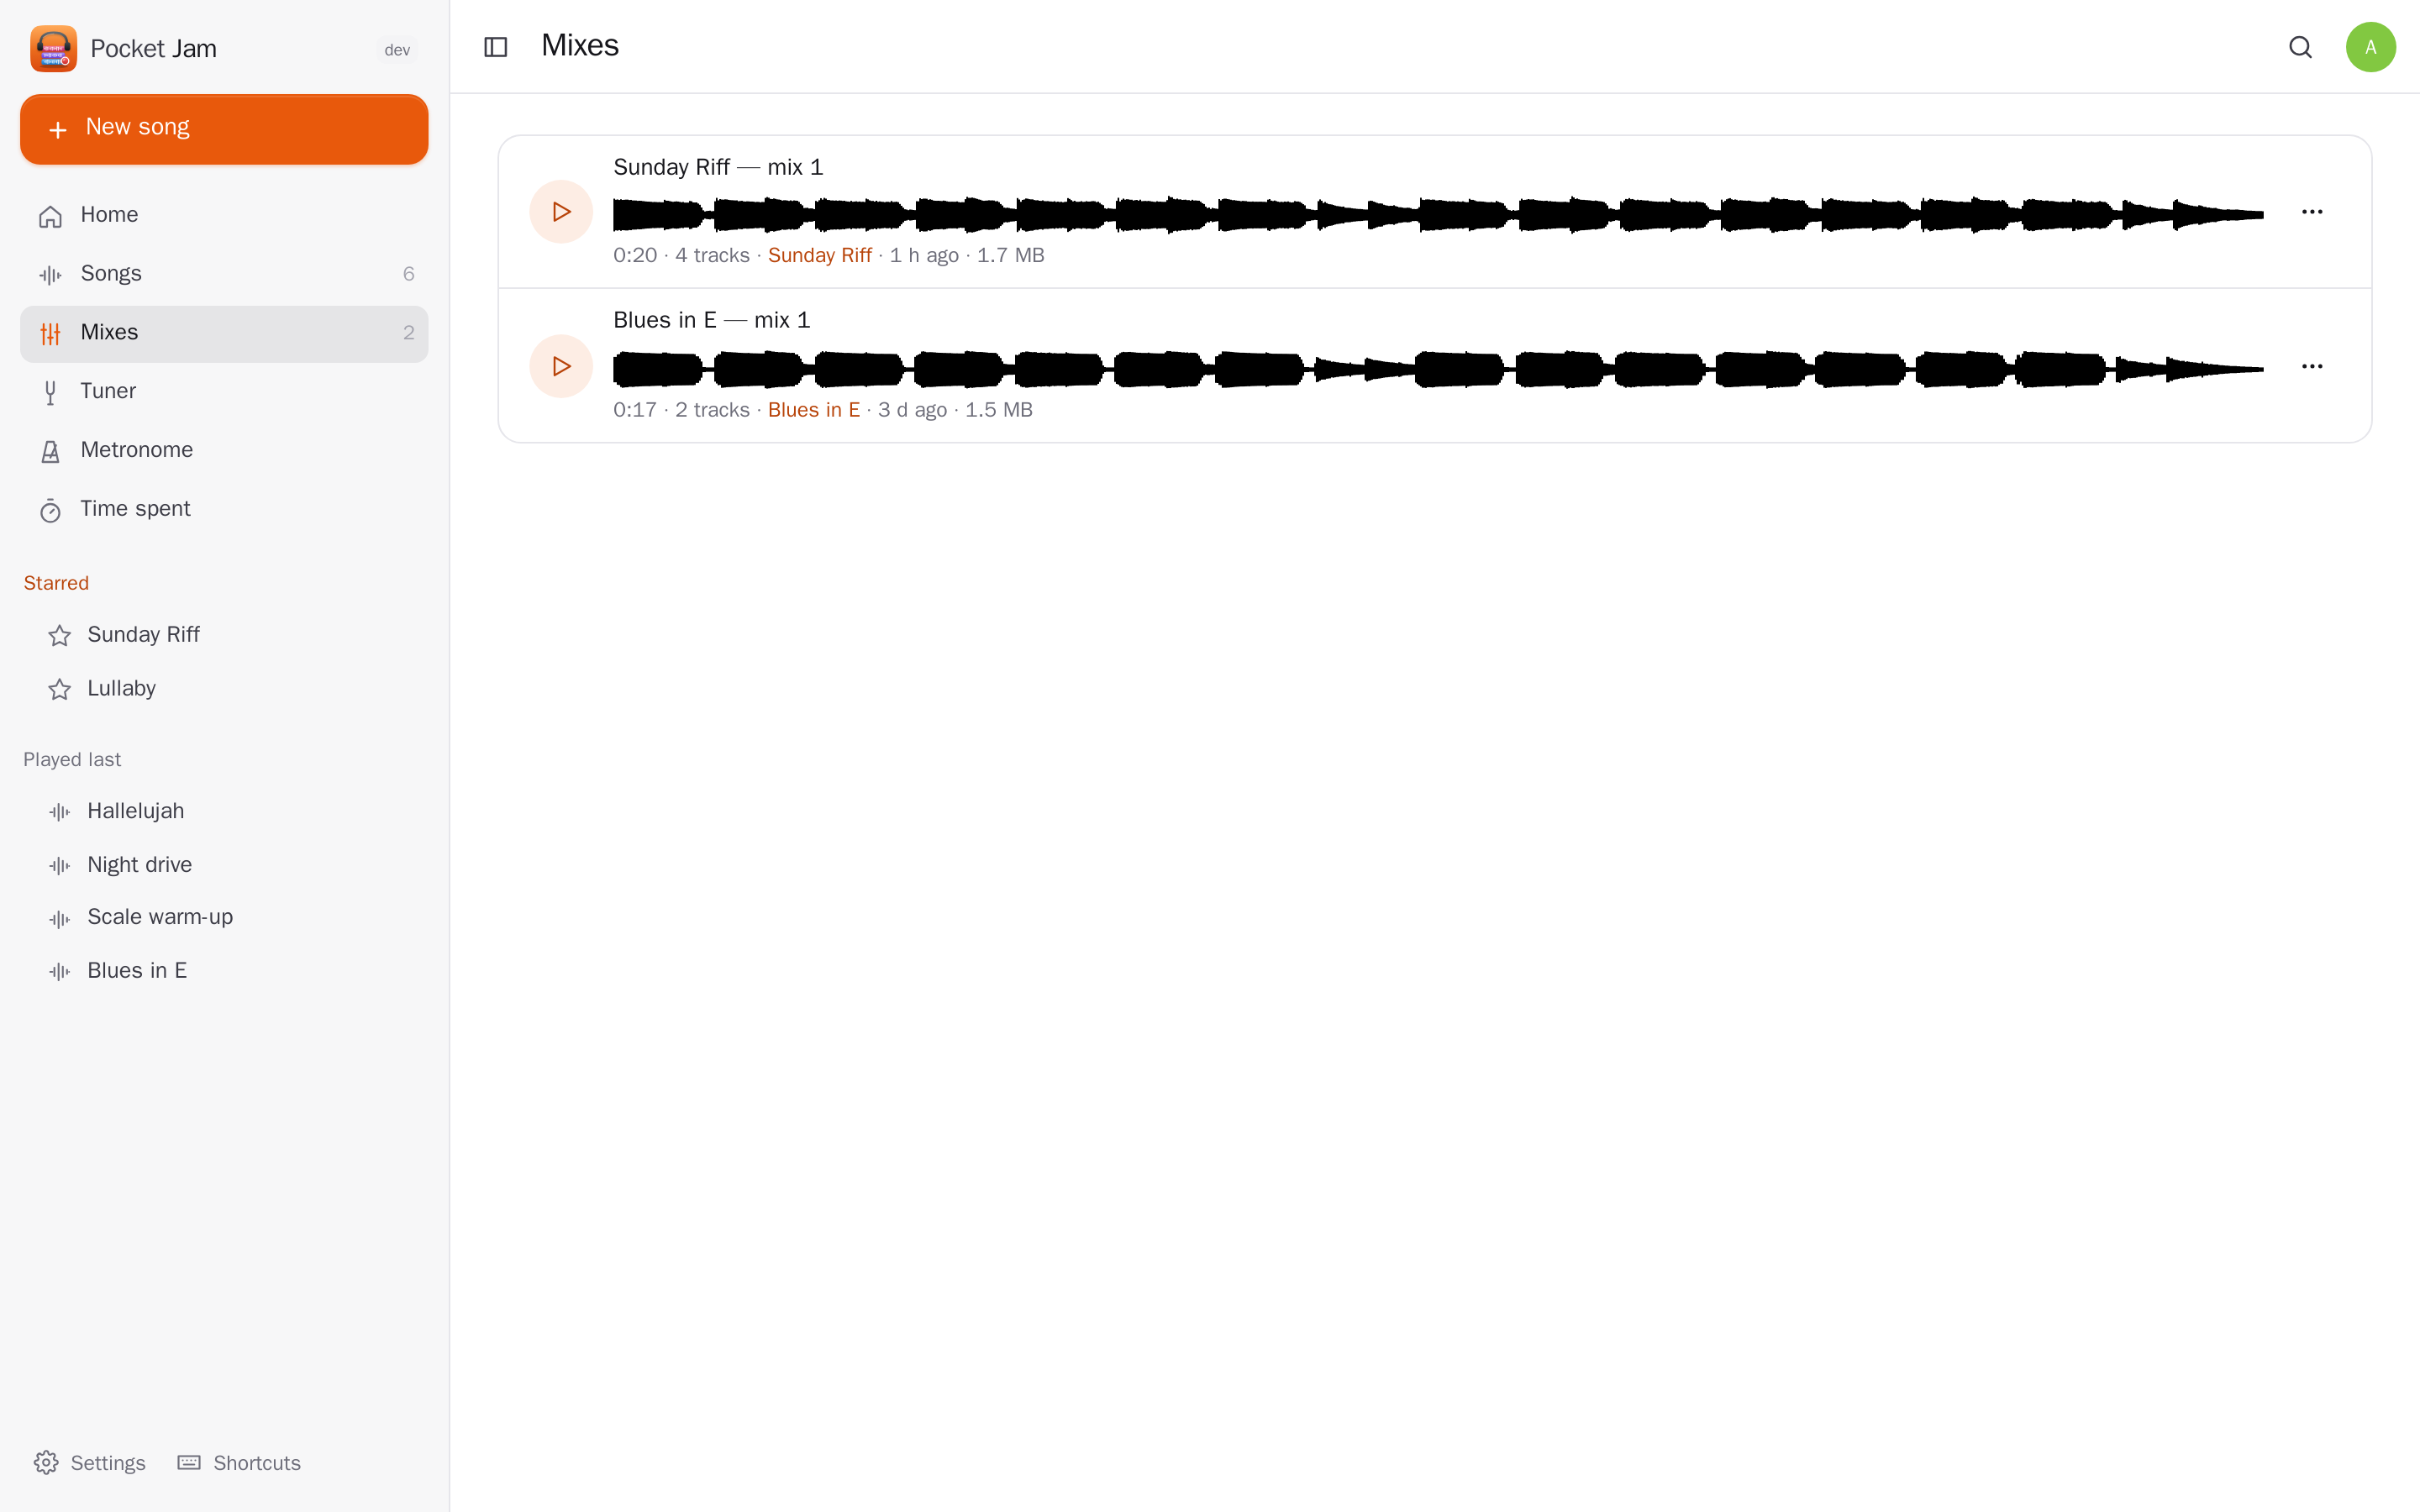 Pocket Jam dev
New song
Home
Songs 6
Mixes 2
Tuner
Metronome
Time spent
Starred
Sunday Riff
Lullaby
Played last
Hallelujah
Night drive
Scale warm-up
Blues in E
Settings Shortcuts
Mixes
A
Sunday Riff — mix 1
0:20 · 4 tracks · Sunday Riff · 1 h ago · 1.7 MB
Blues in E — mix 1
0:17 · 2 tracks · Blues in E · 3 d ago · 1.5 MB